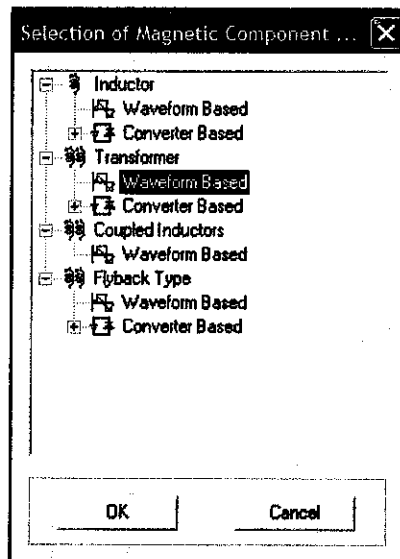 Selection of Magnetic Component ...
Inductor
Waveform Based
Converter Based
Transformer
Waveform Based
Converter Based
Coupled Inductors
Waveform Based
Flyback Type
Waveform Based
Converter Based
OK Cancel